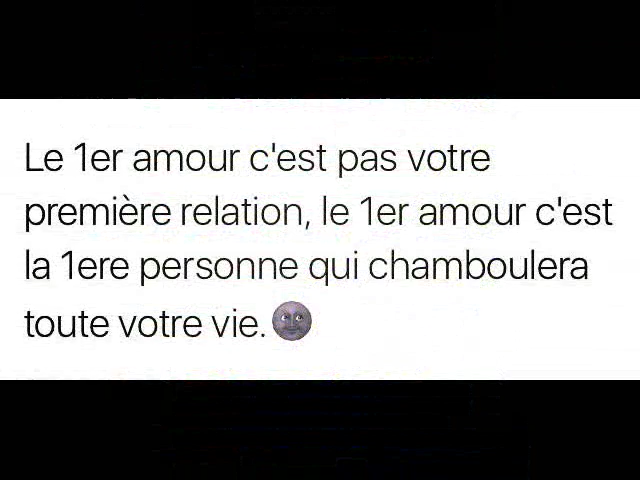 Le 1er amour c'est pas votre
première relation, le 1er amour c'est
la 1ere personne qui chamboulera
toute votre vie.🌚